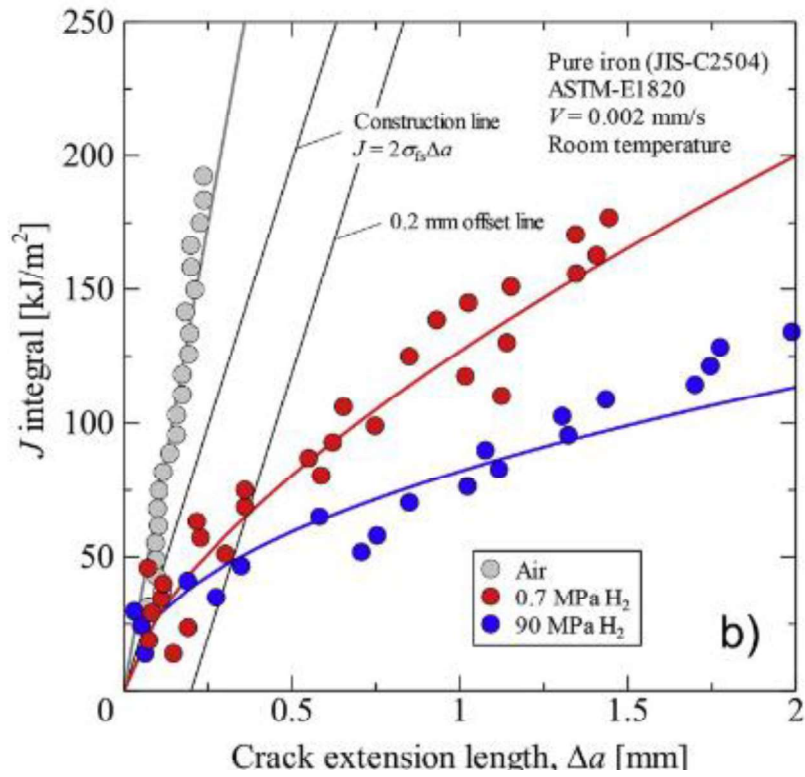 250
200
150
100
50
0
0.5
1
1.5
2
J integral [kJ/m²]
Crack extension length, Δa [mm]
Pure iron (JIS-C2504)
ASTM-E1820
V = 0.002 mm/s
Room temperature
Construction line
J = 2σfsΔa
0.2 mm offset line
Air
0.7 MPa H₂
90 MPa H₂
b)